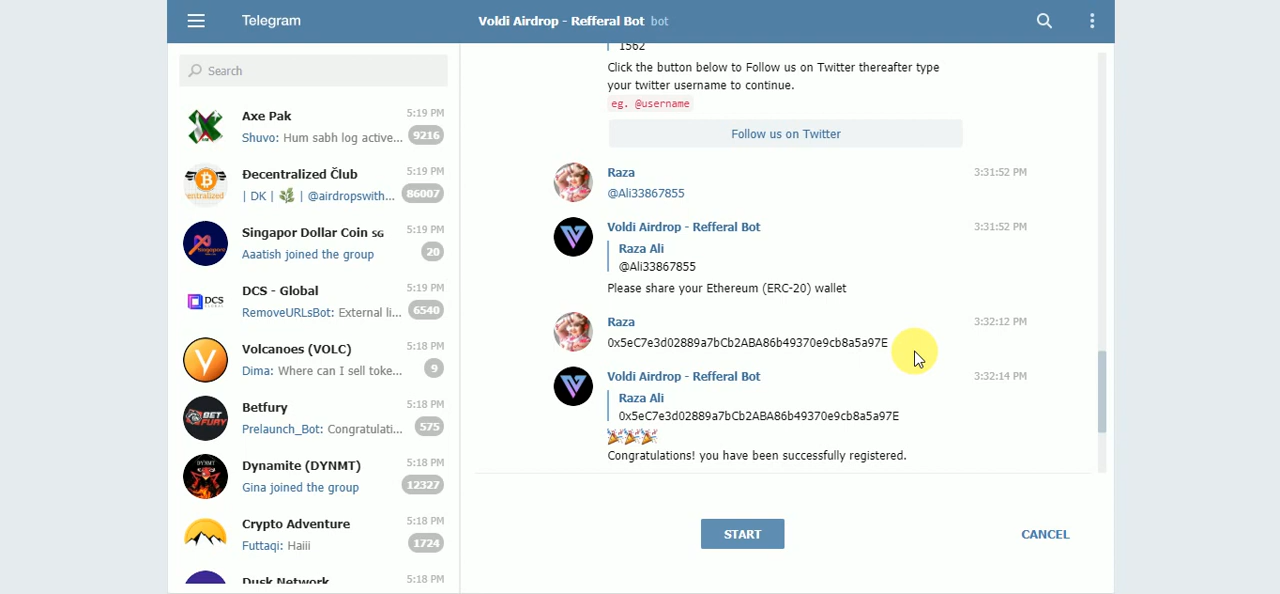 Telegram
Voldi Airdrop - Refferal Bot bot
Search
Axe Pak 5:19 PM
Shuvo: Hum sabh log active... 9216
Đecentralized Člub 5:19 PM
| DK | 🌿 | @airdropswith... 86007
Singapor Dollar Coin SG 5:19 PM
Aaatish joined the group 20
DCS - Global 5:19 PM
RemoveURLsBot: External li... 6540
Volcanoes (VOLC) 5:18 PM
Dima: Where can I sell toke... 9
Betfury 5:18 PM
Prelaunch_Bot: Congratulati... 575
Dynamite (DYNMT) 5:18 PM
Gina joined the group 12327
Crypto Adventure 5:18 PM
Futtaqi: Haiii 1724
Dusk Network 5:18 PM
1562
Click the button below to Follow us on Twitter thereafter type
your twitter username to continue.
eg. @username
Follow us on Twitter
Raza 3:31:52 PM
@Ali33867855
Voldi Airdrop - Refferal Bot 3:31:52 PM
Raza Ali
@Ali33867855
Please share your Ethereum (ERC-20) wallet
Raza 3:32:12 PM
0x5eC7e3d02889a7bCb2ABA86b49370e9cb8a5a97E
Voldi Airdrop - Refferal Bot 3:32:14 PM
Raza Ali
0x5eC7e3d02889a7bCb2ABA86b49370e9cb8a5a97E
🎉🎉🎉
Congratulations! you have been successfully registered.
START
CANCEL